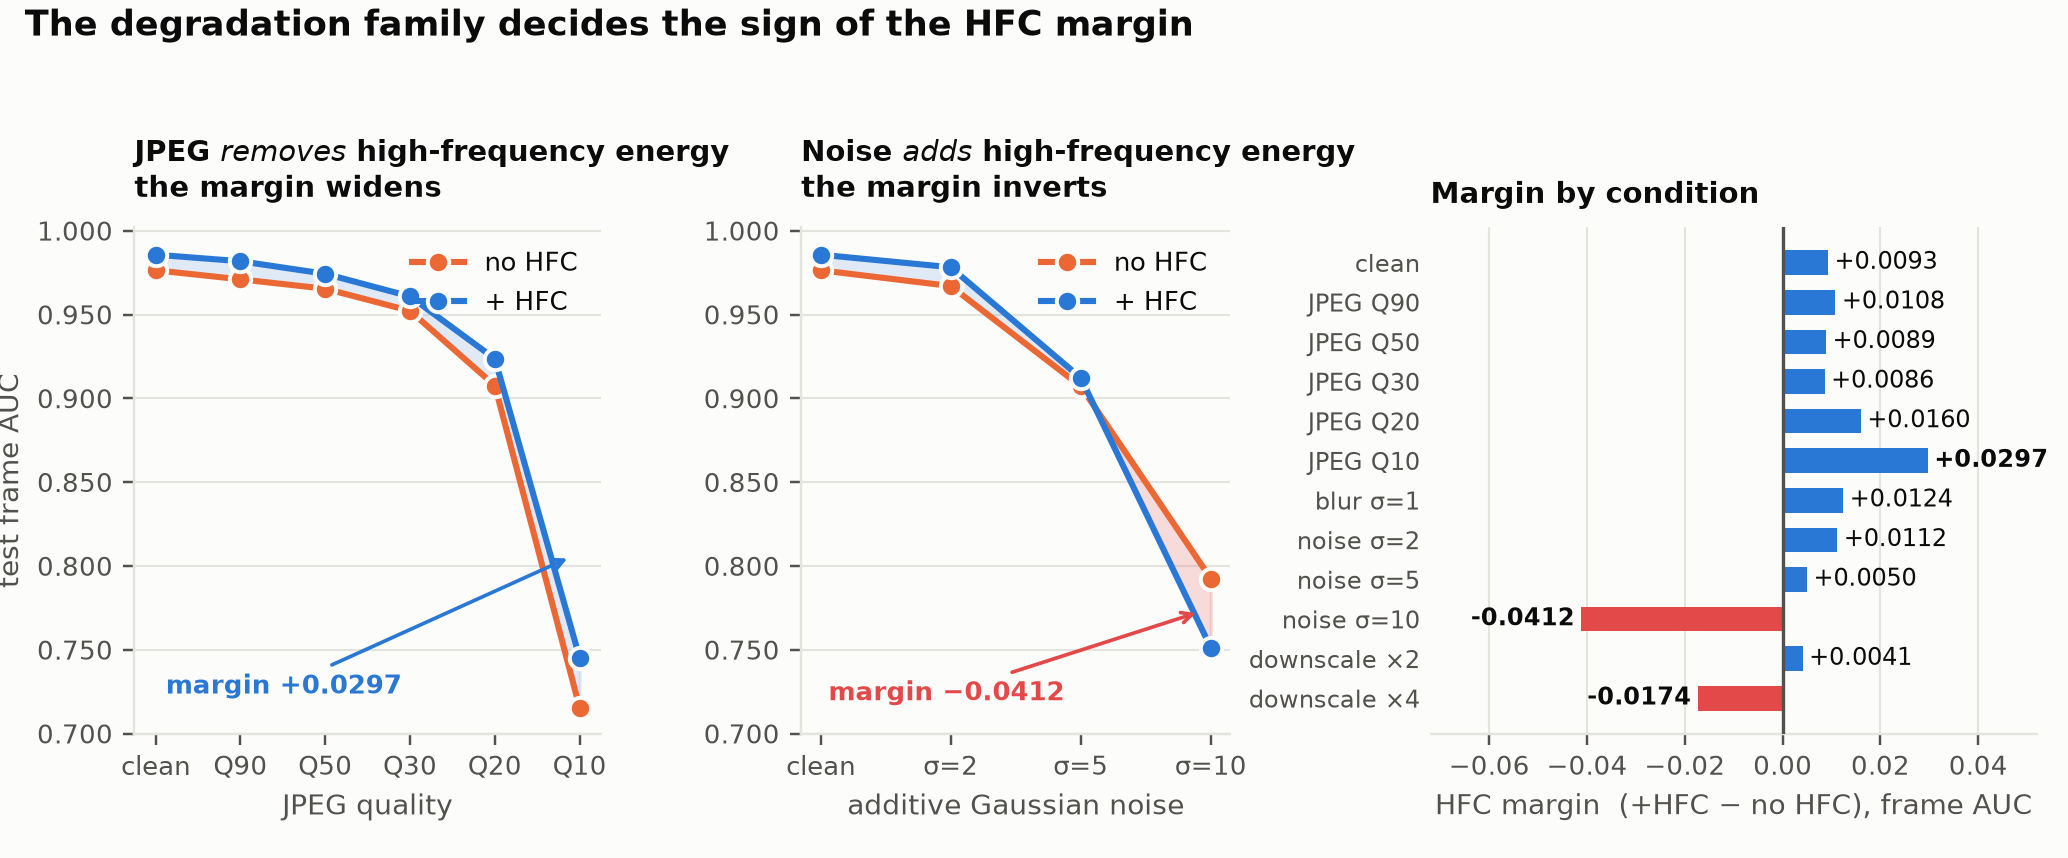 The degradation family decides the sign of the HFC margin
JPEG removes high-frequency energy
the margin widens
1.000
0.950
0.900
0.850
0.800
0.750
0.700
test frame AUC
no HFC
+ HFC
margin +0.0297
clean Q90 Q50 Q30 Q20 Q10
JPEG quality
Noise adds high-frequency energy
the margin inverts
1.000
0.950
0.900
0.850
0.800
0.750
0.700
no HFC
+ HFC
margin −0.0412
clean σ=2 σ=5 σ=10
additive Gaussian noise
Margin by condition
clean +0.0093
JPEG Q90 +0.0108
JPEG Q50 +0.0089
JPEG Q30 +0.0086
JPEG Q20 +0.0160
JPEG Q10 +0.0297
blur σ=1 +0.0124
noise σ=2 +0.0112
noise σ=5 +0.0050
noise σ=10 -0.0412
downscale ×2 +0.0041
downscale ×4 -0.0174
−0.06 −0.04 −0.02 0.00 0.02 0.04
HFC margin (+HFC − no HFC), frame AUC